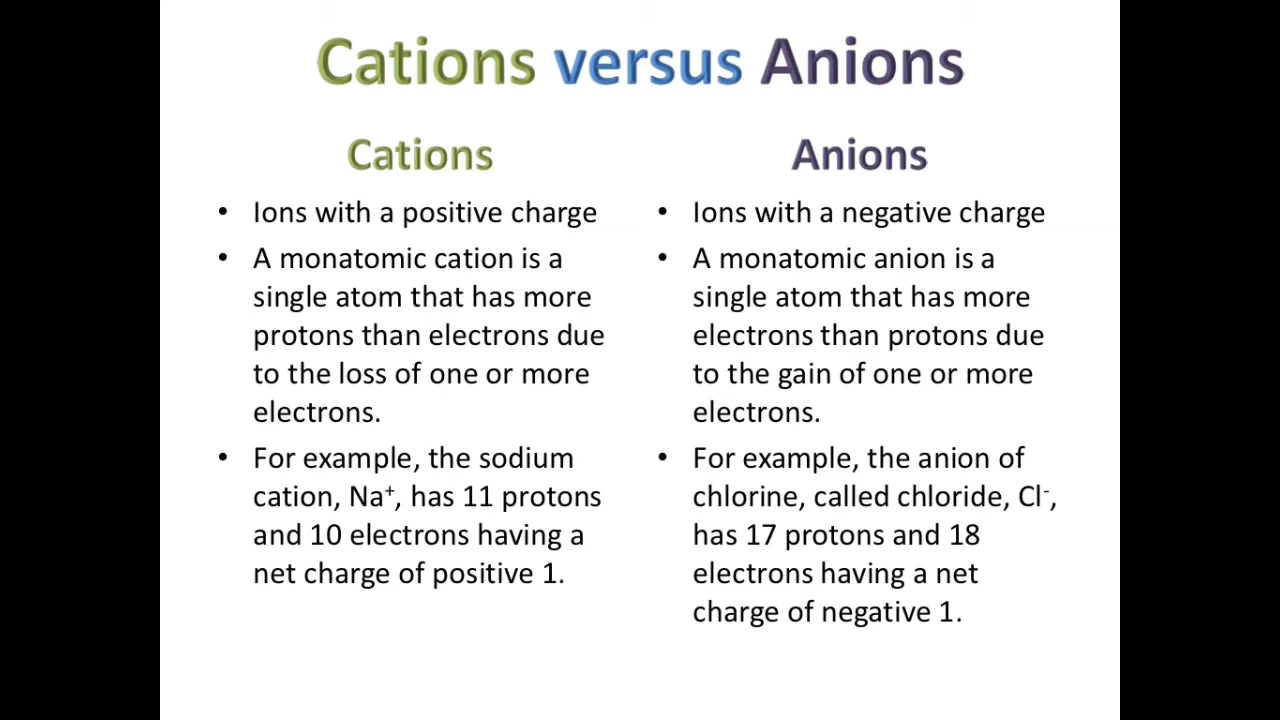 Cations versus Anions
Cations
• Ions with a positive charge
• A monatomic cation is a
single atom that has more
protons than electrons due
to the loss of one or more
electrons.
• For example, the sodium
cation, Na⁺, has 11 protons
and 10 electrons having a
net charge of positive 1.
Anions
• Ions with a negative charge
• A monatomic anion is a
single atom that has more
electrons than protons due
to the gain of one or more
electrons.
• For example, the anion of
chlorine, called chloride, Cl⁻,
has 17 protons and 18
electrons having a net
charge of negative 1.